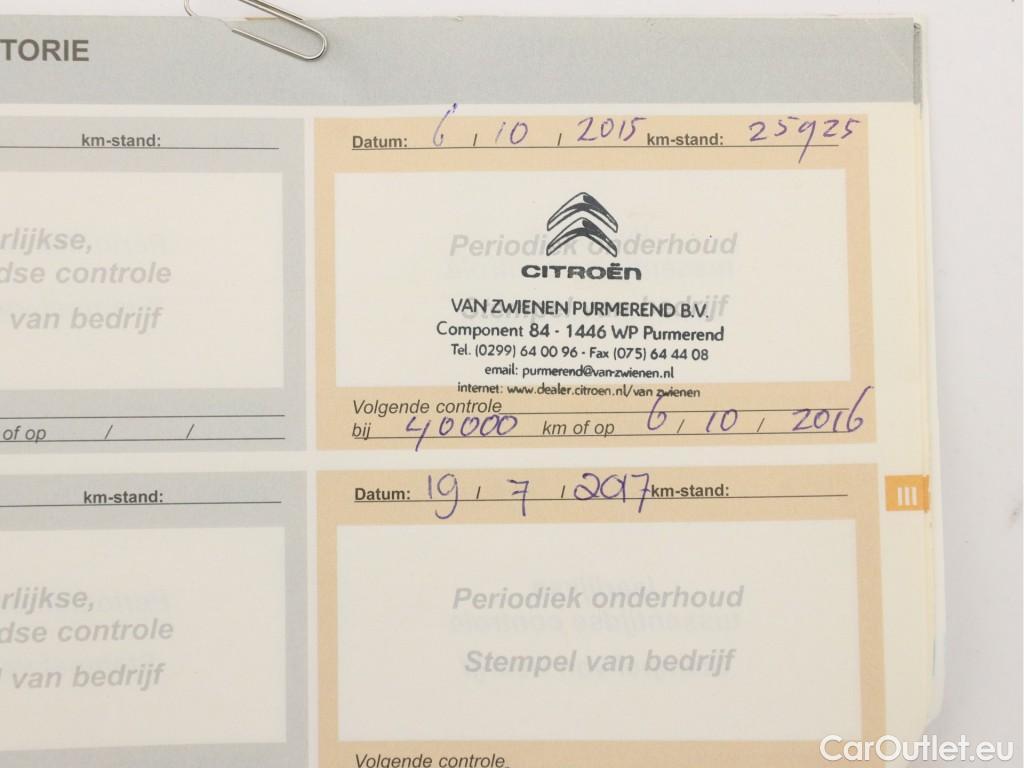 TORIE
km-stand:
Datum: 6 / 10 / 2015 km-stand: 25925
rlijkse,
dse controle
van bedrijf
Periodiek onderhoud
Stempel van bedrijf
CITROËN
VAN ZWIENEN PURMEREND B.V.
Component 84 - 1446 WP Purmerend
Tel. (0299) 64 00 96 - Fax (075) 64 44 08
email: purmerend@van-zwienen.nl
internet: www.dealer.citroen.nl/van zwienen
Volgende controle
of op / /
bij 40000 km of op 6 / 10 / 2016
km-stand:
Datum: 19 / 7 / 2017 km-stand:
III
rlijkse,
dse controle
van bedrijf
Periodiek onderhoud
Stempel van bedrijf
Volgende controle
CarOutlet.eu